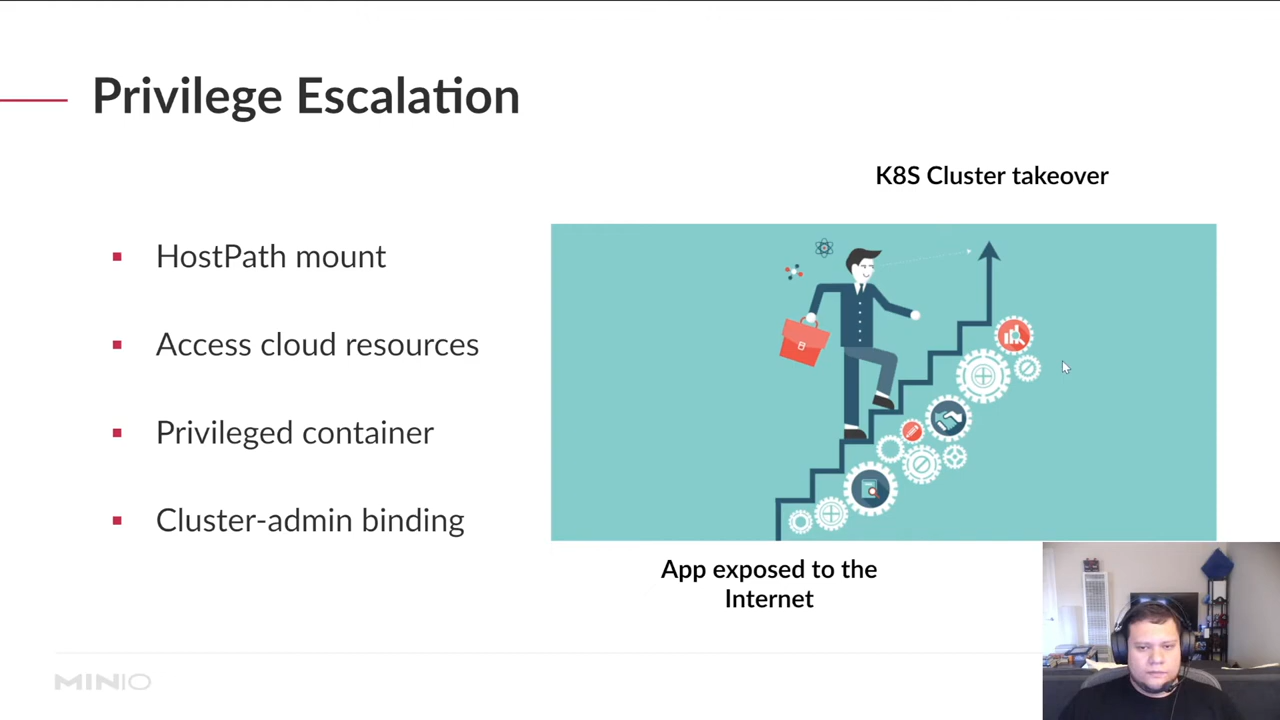 Privilege Escalation
K8S Cluster takeover
HostPath mount
Access cloud resources
Privileged container
Cluster-admin binding
App exposed to the
Internet
MINIO